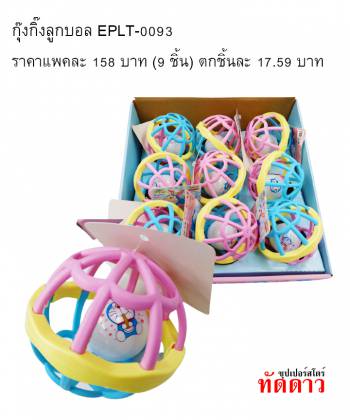 กุ๊งกิ๊งลูกบอล EPLT-0093
ราคาแพคละ 158 บาท (9 ชิ้น) ตกชิ้นละ 17.59 บาท
ซุปเปอร์สโตร์
ทัดดาว